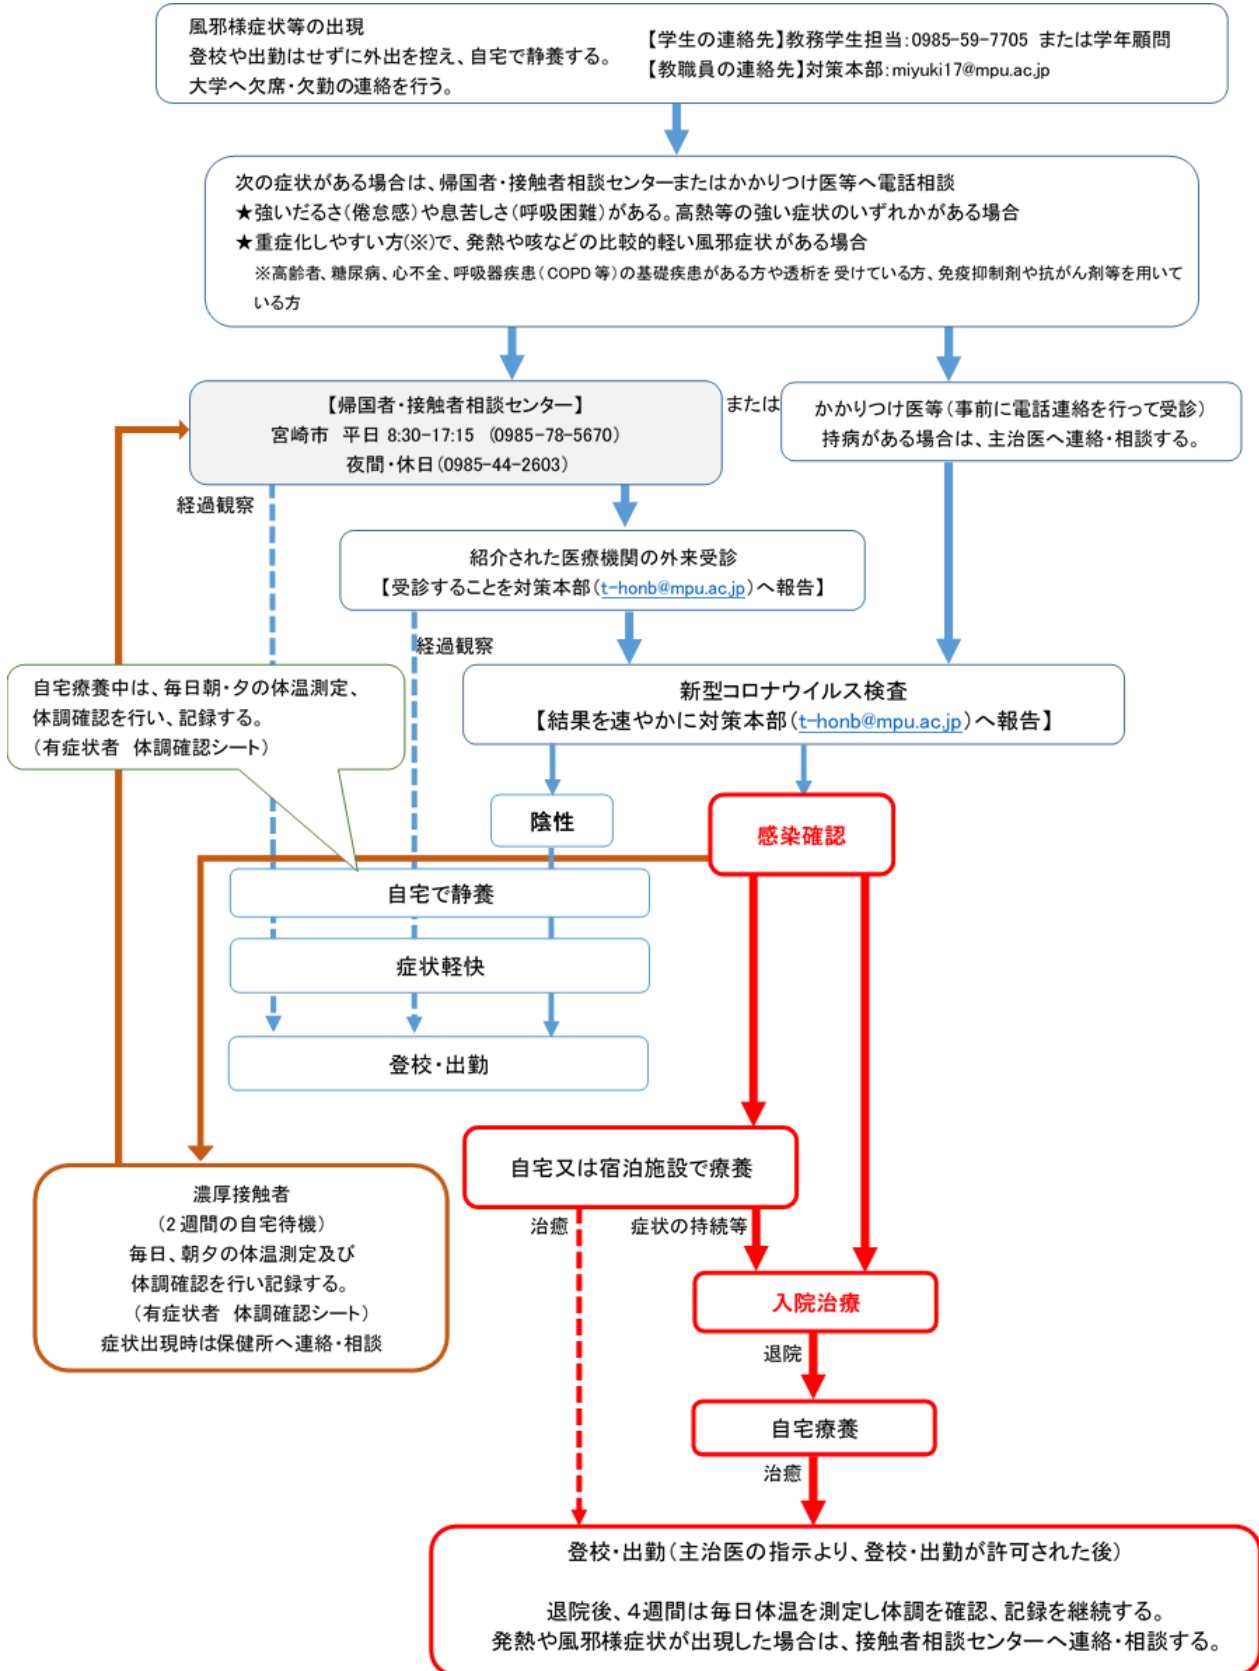 風邪様症状等の出現
登校や出勤はせずに外出を控え、自宅で静養する。
大学へ欠席・欠勤の連絡を行う。
【学生の連絡先】教務学生担当:0985-59-7705 または学年顧問
【教職員の連絡先】対策本部:miyuki17@mpu.ac.jp
次の症状がある場合は、帰国者・接触者相談センターまたはかかりつけ医等へ電話相談
★強いだるさ(倦怠感)や息苦しさ(呼吸困難)がある。高熱等の強い症状のいずれかがある場合
★重症化しやすい方(※)で、発熱や咳などの比較的軽い風邪症状がある場合
※高齢者、糖尿病、心不全、呼吸器疾患(COPD 等)の基礎疾患がある方や透析を受けている方、免疫抑制剤や抗がん剤等を用いて
いる方
【帰国者・接触者相談センター】
宮崎市 平日 8:30-17:15 (0985-78-5670)
夜間・休日(0985-44-2603)
または
かかりつけ医等(事前に電話連絡を行って受診)
持病がある場合は、主治医へ連絡・相談する。
経過観察
紹介された医療機関の外来受診
【受診することを対策本部(t-honb@mpu.ac.jp)へ報告】
経過観察
自宅療養中は、毎日朝・夕の体温測定、
体調確認を行い、記録する。
(有症状者 体調確認シート)
新型コロナウイルス検査
【結果を速やかに対策本部(t-honb@mpu.ac.jp)へ報告】
陰性
感染確認
自宅で静養
症状軽快
登校・出勤
自宅又は宿泊施設で療養
濃厚接触者
(2 週間の自宅待機)
毎日、朝夕の体温測定及び
体調確認を行い記録する。
(有症状者 体調確認シート)
症状出現時は保健所へ連絡・相談
治癒
症状の持続等
入院治療
退院
自宅療養
治癒
登校・出勤(主治医の指示より、登校・出勤が許可された後)
退院後、4週間は毎日体温を測定し体調を確認、記録を継続する。
発熱や風邪様症状が出現した場合は、接触者相談センターへ連絡・相談する。